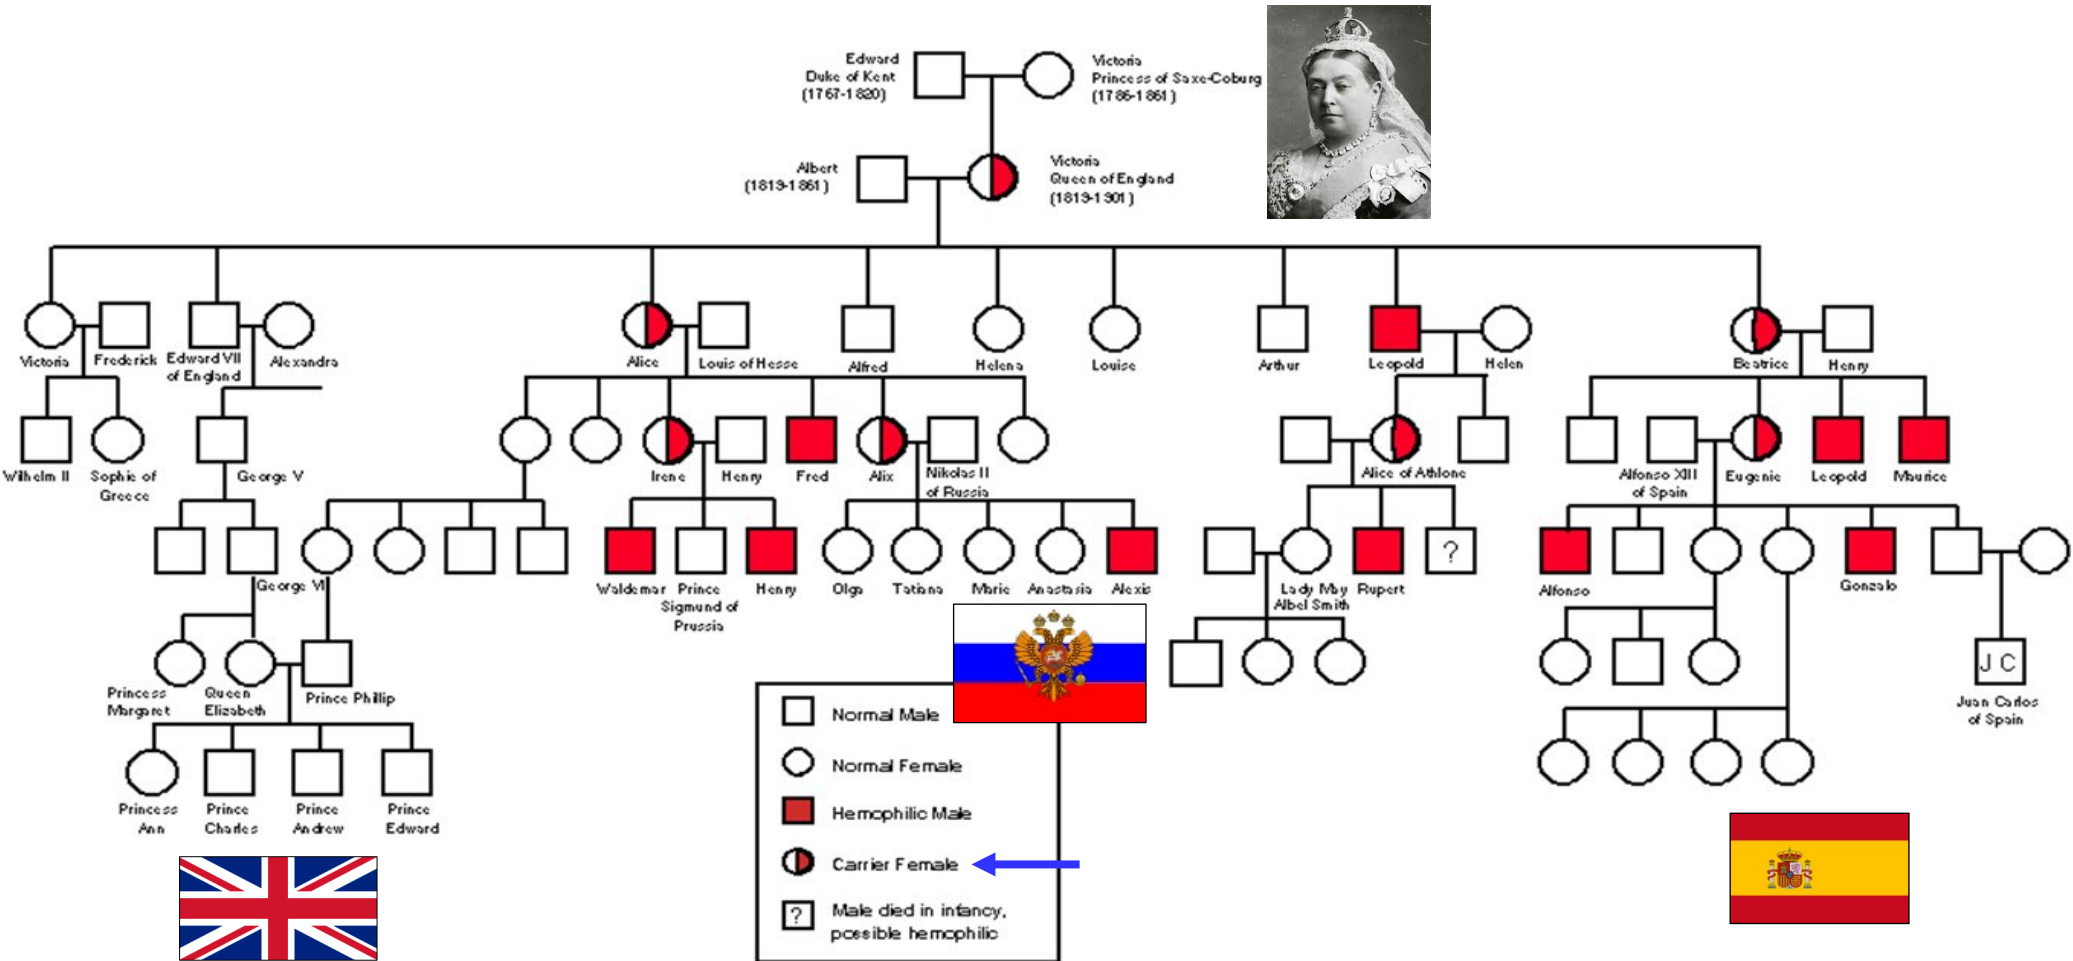 Edward
Duke of Kent
(1767-1820)
Victoria
Princess of Saxe-Coburg
(1786-1861)
Albert
(1819-1861)
Victoria
Queen of England
(1819-1901)
Victoria
Frederick
Edward VII
of England
Alexandra
Alice
Louis of Hesse
Alfred
Helena
Louise
Arthur
Leopold
Helen
Beatrice
Henry
Wilhelm II
Sophie of
Greece
George V
Irene
Henry
Fred
Alix
Nikolas II
of Russia
Alice of Athlone
Alfonso XIII
of Spain
Eugenie
Leopold
Maurice
George VI
Waldemar
Prince
Sigmund of
Prussia
Henry
Olga
Tatiana
Marie
Anastasia
Alexis
Lady May
Abel Smith
Rupert
?
Alfonso
Gonzalo
Princess
Margaret
Queen
Elizabeth
Prince Phillip
J C
Juan Carlos
of Spain
Princess
Ann
Prince
Charles
Prince
Andrew
Prince
Edward
Normal Male
Normal Female
Hemophilic Male
Carrier Female
?
Male died in infancy,
possible hemophilic